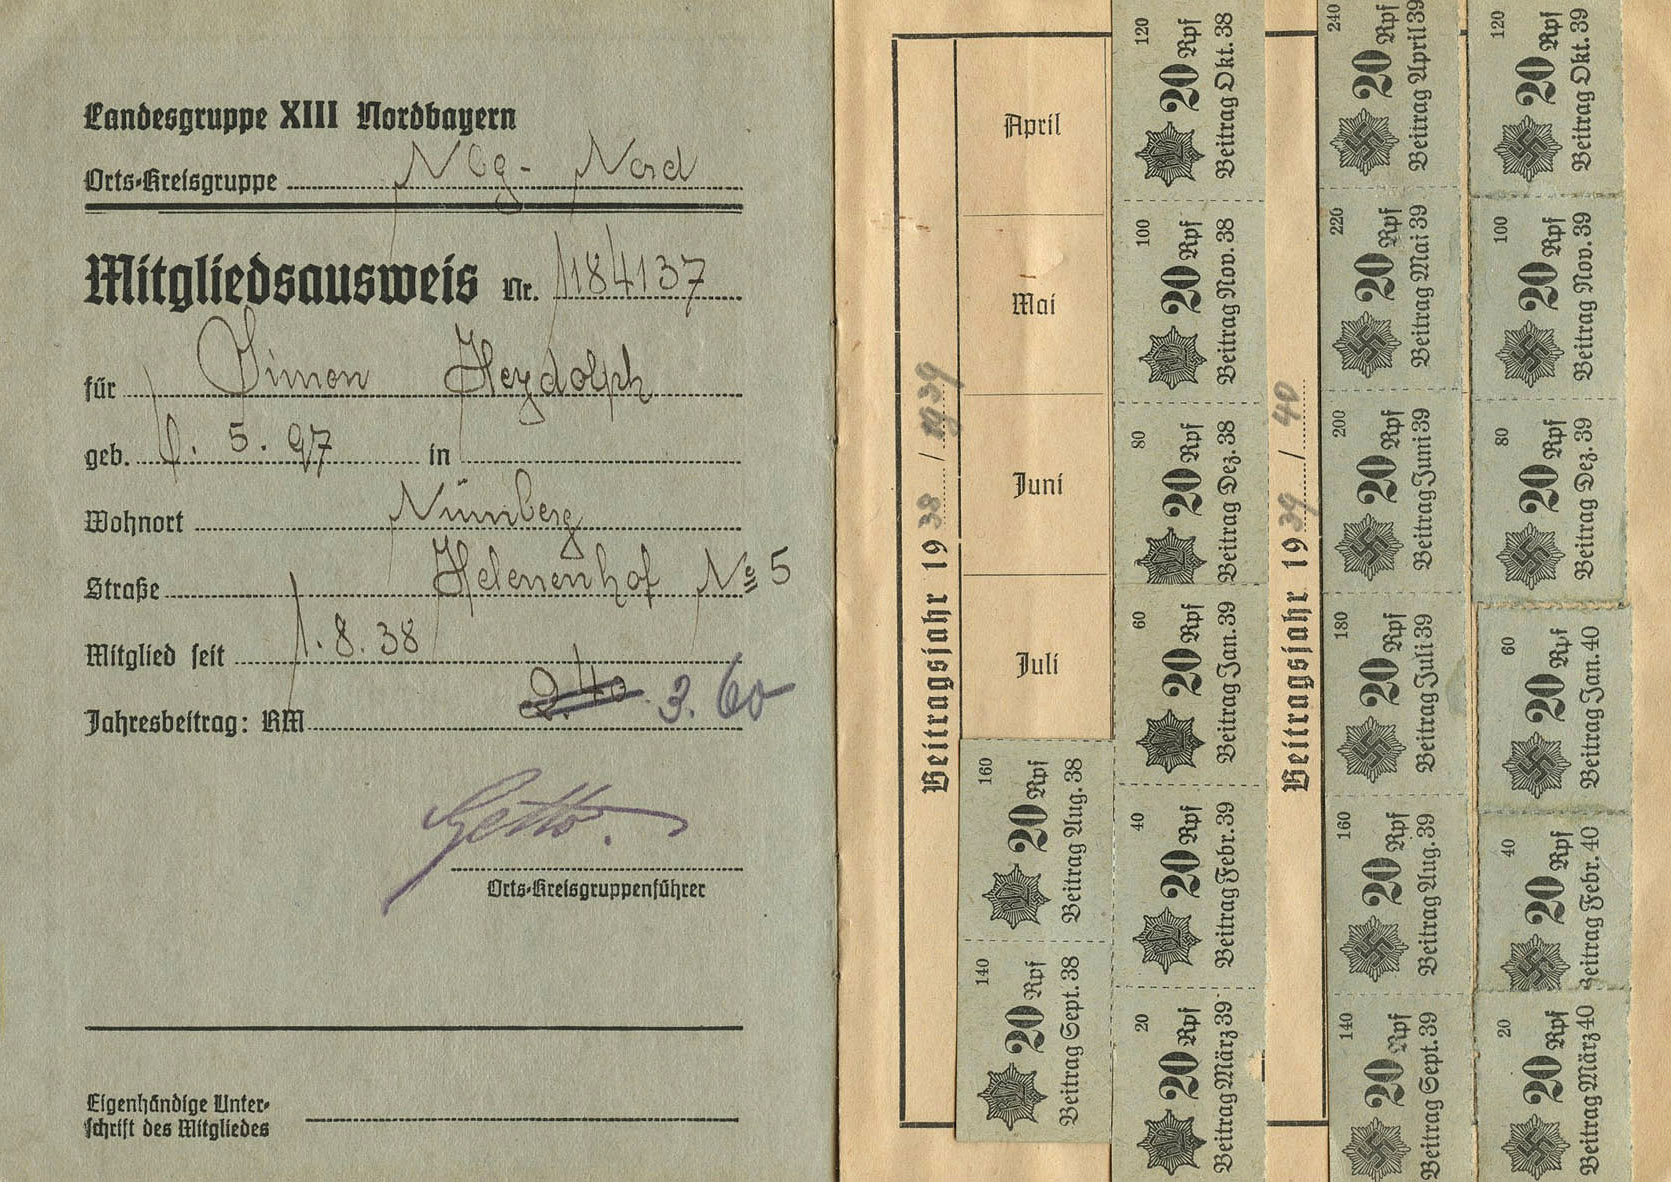 Landesgruppe XIII Nordbayern
Orts-Kreisgruppe Nbg- Nord
Mitgliedsausweis Nr. 1184137
für Simon Heydolph
geb. 1. 5. 97 in
Wohnort Nürnberg
Straße Helenenhof No 5
Mitglied seit 1. 8. 38
Jahresbeitrag: RM 2.40 3.60
Orts-Kreisgruppenführer
Eigenhändige Unter-
schrift des Mitgliedes
Beitragsjahr 1938 / 1939
April
Mai
Juni
Juli
160 20 Rpf
Beitrag Aug. 38
140 20 Rpf
Beitrag Sept. 38
120 20 Rpf
Beitrag Okt. 38
100 20 Rpf
Beitrag Nov. 38
80 20 Rpf
Beitrag Dez. 38
60 20 Rpf
Beitrag Jan. 39
40 20 Rpf
Beitrag Febr. 39
20 20 Rpf
Beitrag März 39
Beitragsjahr 1939 / 40
240 20 Rpf
Beitrag April 39
220 20 Rpf
Beitrag Mai 39
200 20 Rpf
Beitrag Juni 39
180 20 Rpf
Beitrag Juli 39
160 20 Rpf
Beitrag Aug. 39
140 20 Rpf
Beitrag Sept. 39
120 20 Rpf
Beitrag Okt. 39
100 20 Rpf
Beitrag Nov. 39
80 20 Rpf
Beitrag Dez. 39
60 20 Rpf
Beitrag Jan. 40
40 20 Rpf
Beitrag Febr. 40
20 20 Rpf
Beitrag März 40